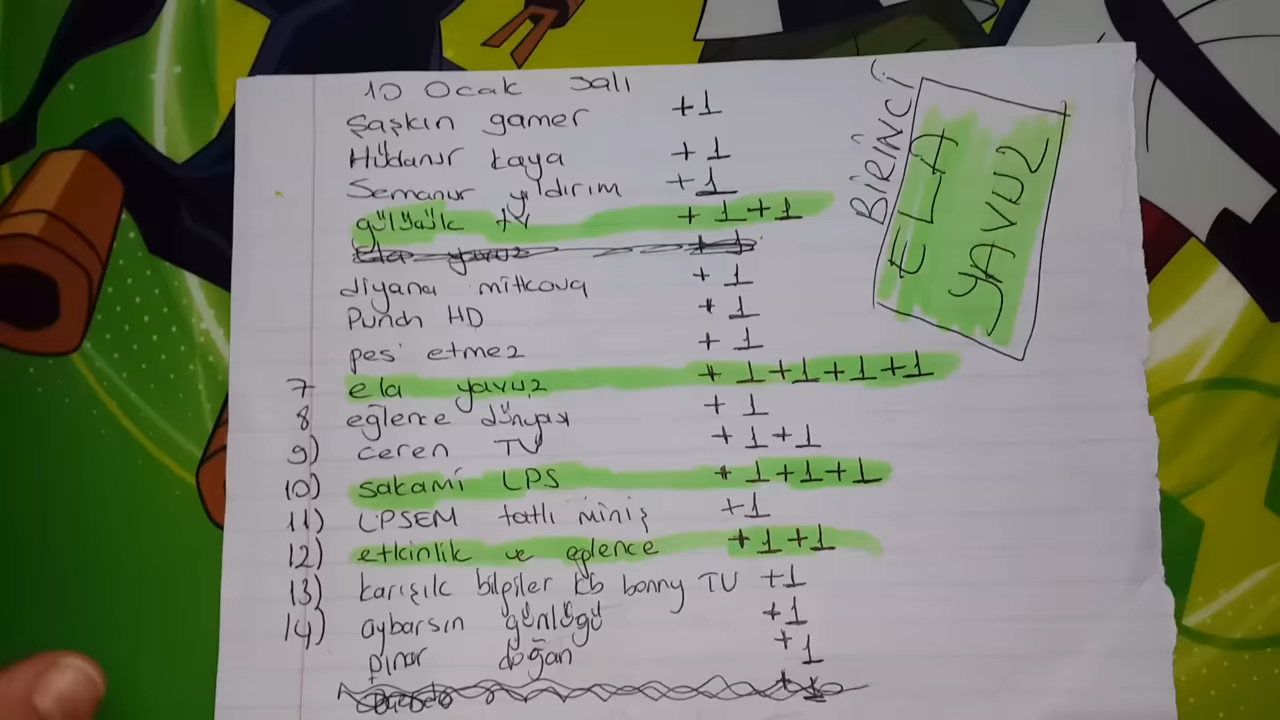 10 Ocak Salı
Şaşkın gamer +1
Hüdanur kaya +1
Semanur yıldırım +1
gülyük tv +1+1
Ela yavuz +1
diyana mitkova +1
Punch HD +1
pes etmez +1
7 ela yavuz +1+1+1+1
8 eğlence dünyası +1
9) ceren TV +1+1
10) sakami LPS +1+1+1
11) LPSEM tatlı miniş +1
12) etkinlik ve eğlence +1+1
13) karışık bilgiler kb bonny TV +1
14) aybarsın günlüğü +1
pınar doğan +1
BİRİNCİ
ELA
YAVUZ